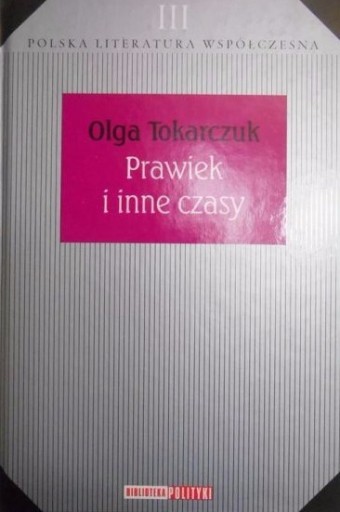 III
POLSKA LITERATURA WSPÓŁCZESNA
Olga Tokarczuk
Prawiek
i inne czasy
BIBLIOTEKA POLITYKI